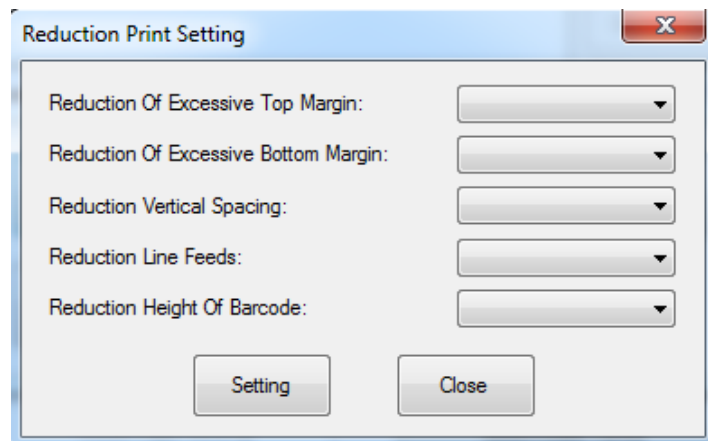 Reduction Print Setting
Reduction Of Excessive Top Margin:
Reduction Of Excessive Bottom Margin:
Reduction Vertical Spacing:
Reduction Line Feeds:
Reduction Height Of Barcode:
Setting Close